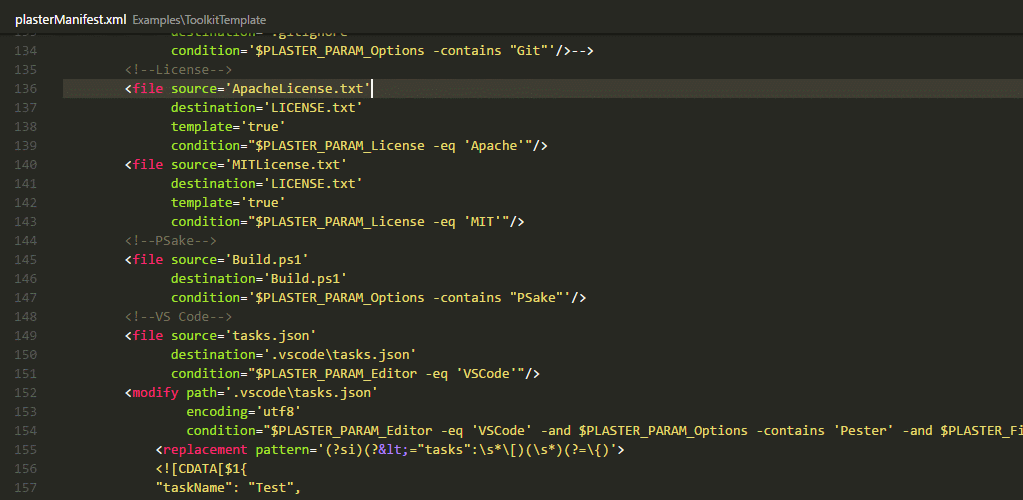 plasterManifest.xml Examples\ToolkitTemplate
133 destination='.gitignore'
134 condition='$PLASTER_PARAM_Options -contains "Git"'/>-->
135 <!--License-->
136 <file source='ApacheLicense.txt'
137 destination='LICENSE.txt'
138 template='true'
139 condition="$PLASTER_PARAM_License -eq 'Apache'"/>
140 <file source='MITLicense.txt'
141 destination='LICENSE.txt'
142 template='true'
143 condition="$PLASTER_PARAM_License -eq 'MIT'"/>
144 <!--PSake-->
145 <file source='Build.ps1'
146 destination='Build.ps1'
147 condition='$PLASTER_PARAM_Options -contains "PSake"'/>
148 <!--VS Code-->
149 <file source='tasks.json'
150 destination='.vscode\tasks.json'
151 condition="$PLASTER_PARAM_Editor -eq 'VSCode'"/>
152 <modify path='.vscode\tasks.json'
153 encoding='utf8'
154 condition="$PLASTER_PARAM_Editor -eq 'VSCode' -and $PLASTER_PARAM_Options -contains 'Pester' -and $PLASTER_Fi
155 <replacement pattern='(?si)(?&lt;="tasks":\s*\[)(\s*)(?=\{)'>
156 <![CDATA[$1{
157 "taskName": "Test",